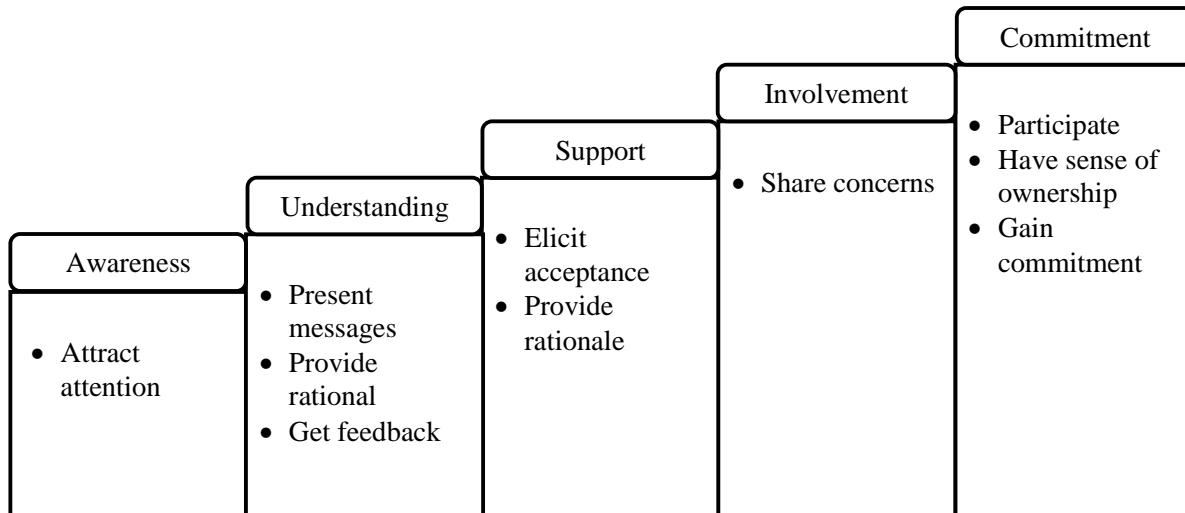 Awareness
• Attract
attention
Understanding
• Present
messages
• Provide
rational
• Get feedback
Support
• Elicit
acceptance
• Provide
rationale
Involvement
• Share concerns
Commitment
• Participate
• Have sense of
ownership
• Gain
commitment